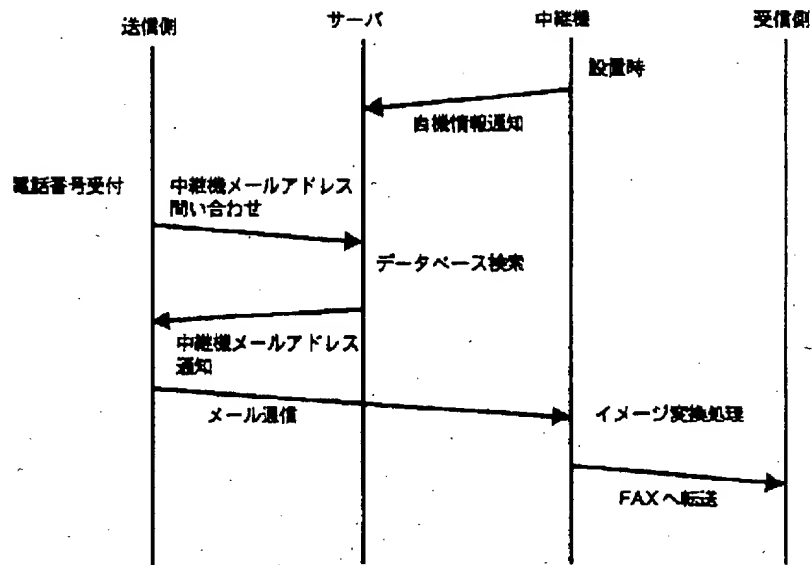 送信側
サーバ
中継機
受信側
設置時
自機情報通知
電話番号受付
中継機メールアドレス
問い合わせ
データベース検索
中継機メールアドレス
通知
メール通信
イメージ変換処理
FAXへ転送